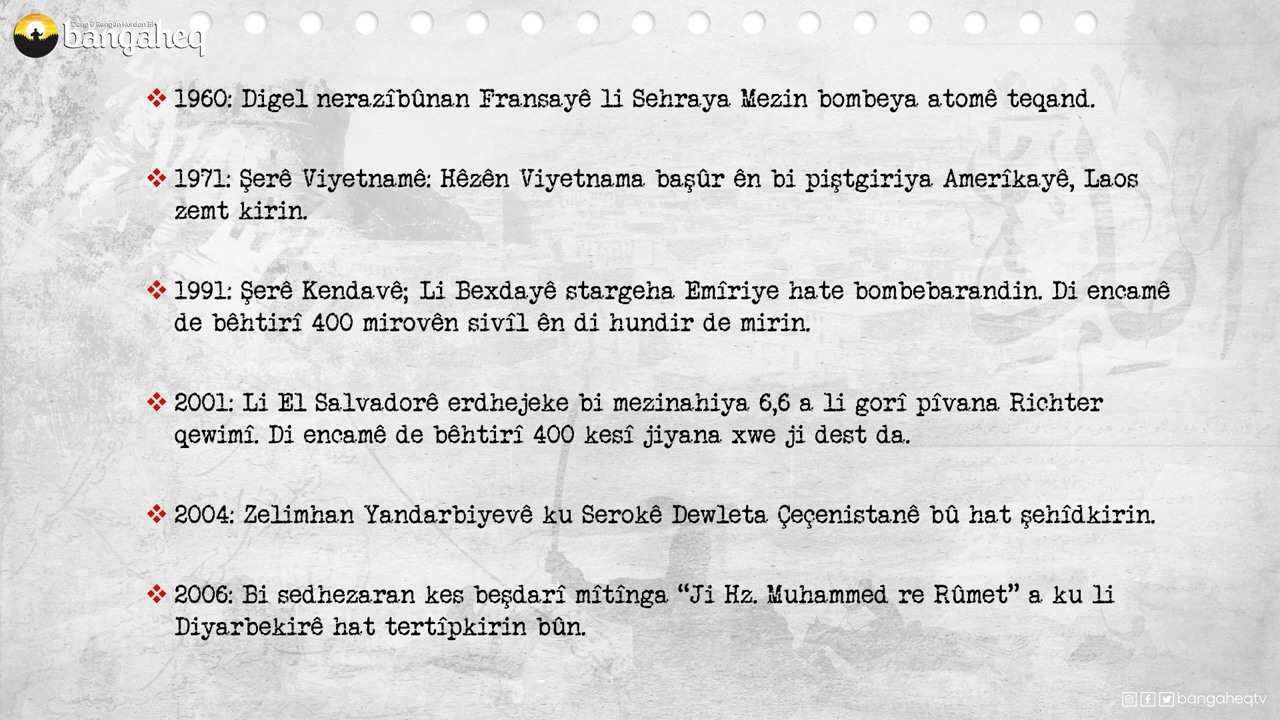 Deng û Rengên Kurdan Bi
bangaheq
1960: Digel nerazîbûnan Fransayê li Sehraya Mezin bombeya atomê teqand.
1971: Şerê Viyetnamê: Hêzên Viyetnama başûr ên bi piştgiriya Amerîkayê, Laos
zemt kirin.
1991: Şerê Kendavê; Li Bexdayê stargeha Emîriye hate bombebarandin. Di encamê
de bêhtirî 400 mirovên sivîl ên di hundir de mirin.
2001: Li El Salvadorê erdhejeke bi mezinahiya 6,6 a li gorî pîvana Richter
qewimî. Di encamê de bêhtirî 400 kesî jiyana xwe ji dest da.
2004: Zelimhan Yandarbiyevê ku Serokê Dewleta Çeçenistanê bû hat şehîdkirin.
2006: Bi sedhezaran kes beşdarî mîtînga “Ji Hz. Muhammed re Rûmet” a ku li
Diyarbekirê hat tertîpkirin bûn.
bangaheqtv